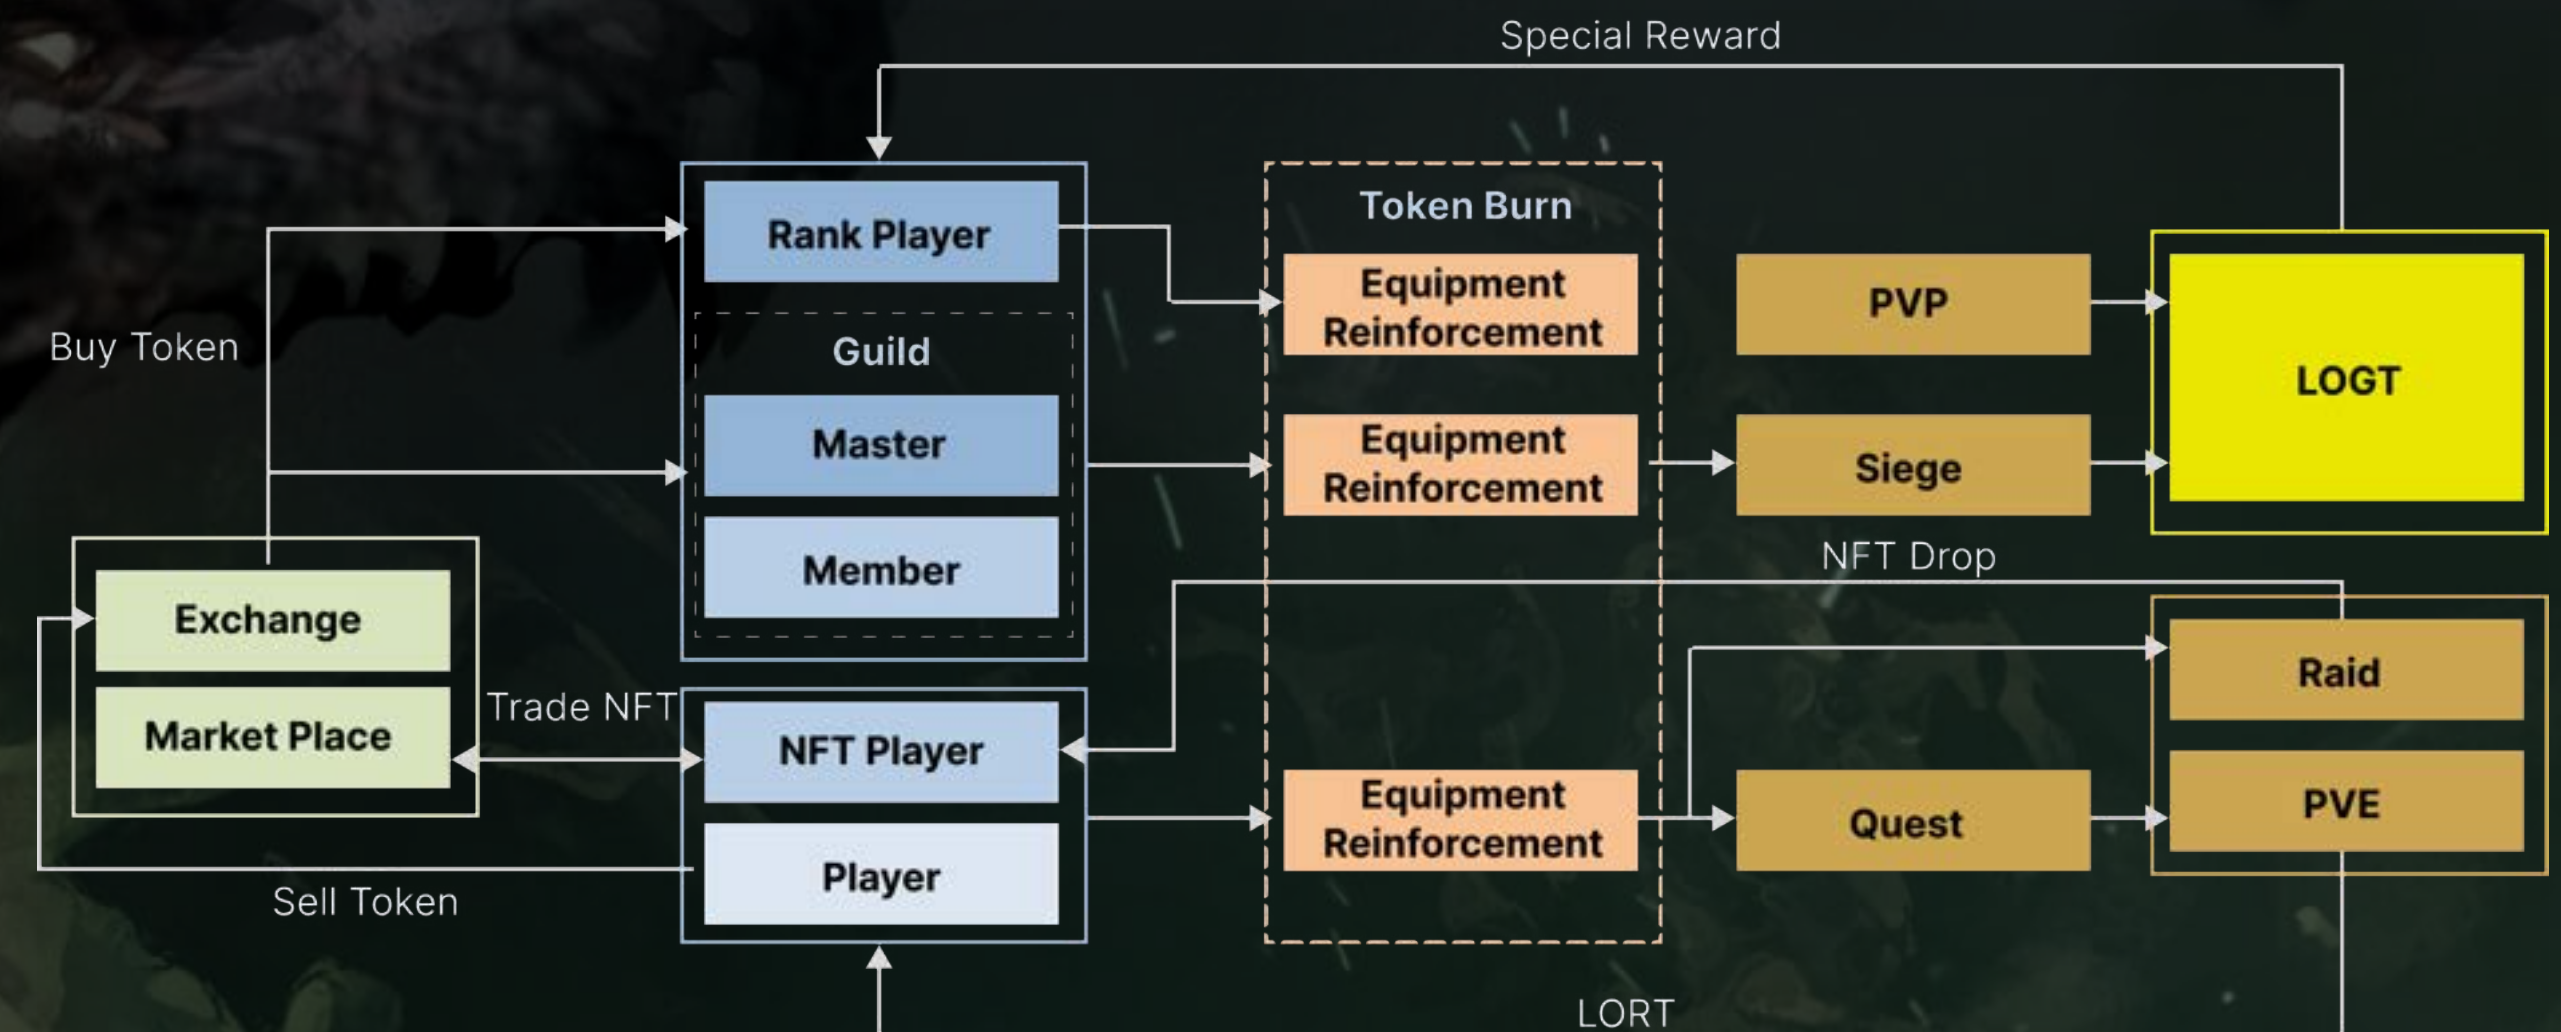 Special Reward
Rank Player
Token Burn
Equipment
Reinforcement
PVP
LOGT
Buy Token
Guild
Master
Equipment
Reinforcement
Siege
Member
NFT Drop
Exchange
Market Place
Trade NFT
NFT Player
Player
Sell Token
Equipment
Reinforcement
Quest
Raid
PVE
LORT